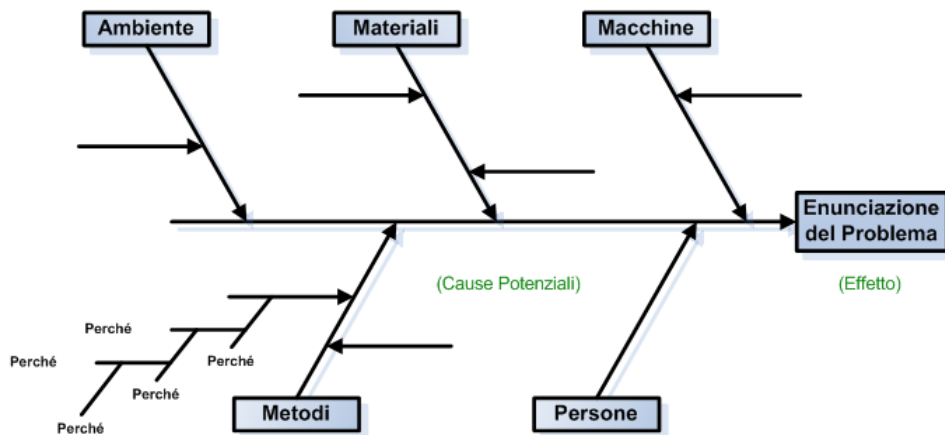 Ambiente
Materiali
Macchine
Enunciazione
del Problema
(Cause Potenziali)
(Effetto)
Perché
Perché
Perché
Perché
Perché
Metodi
Persone